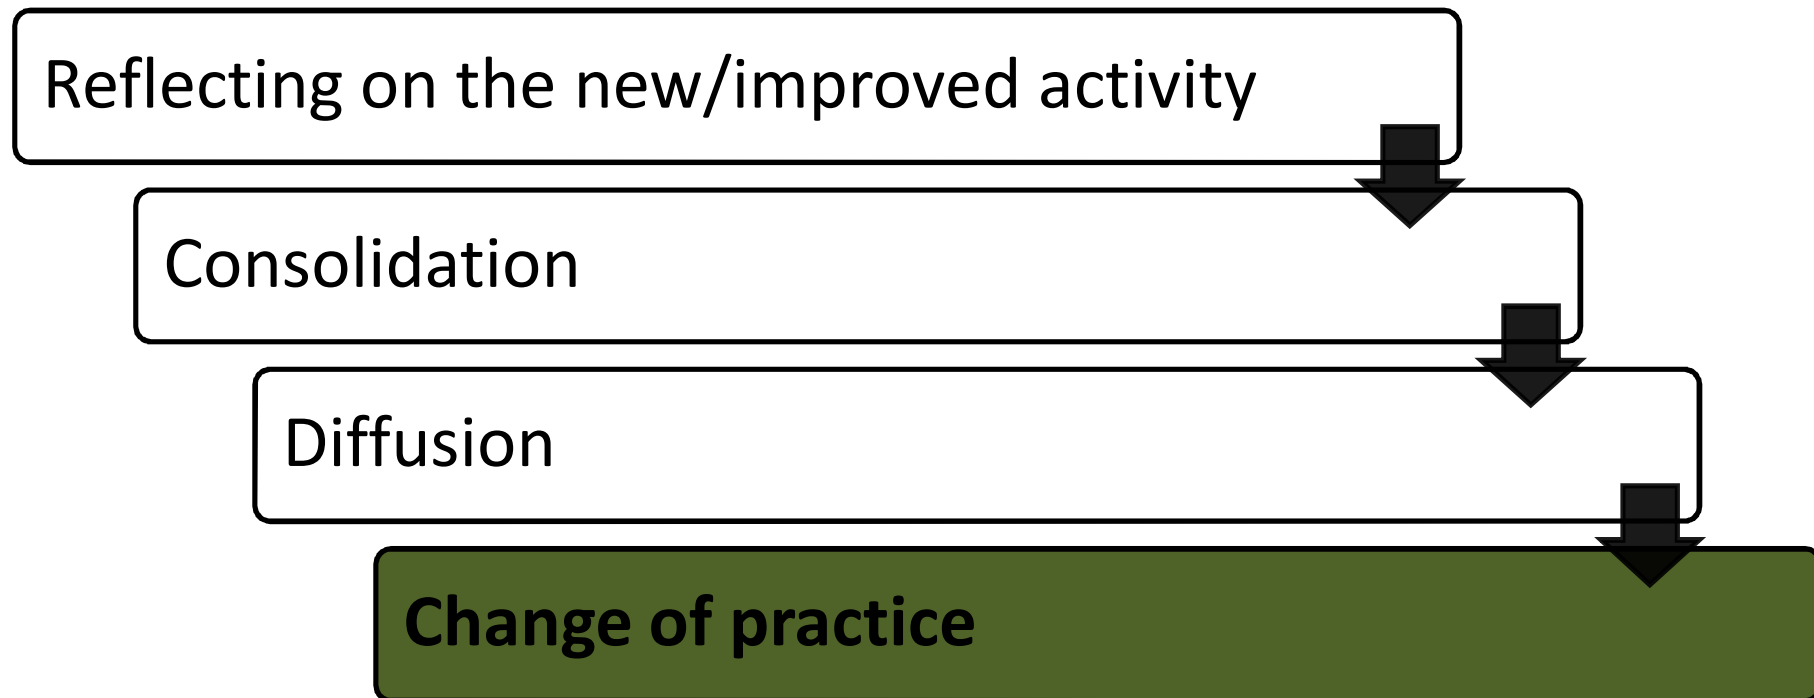 Reflecting on the new/improved activity
Consolidation
Diffusion
Change of practice